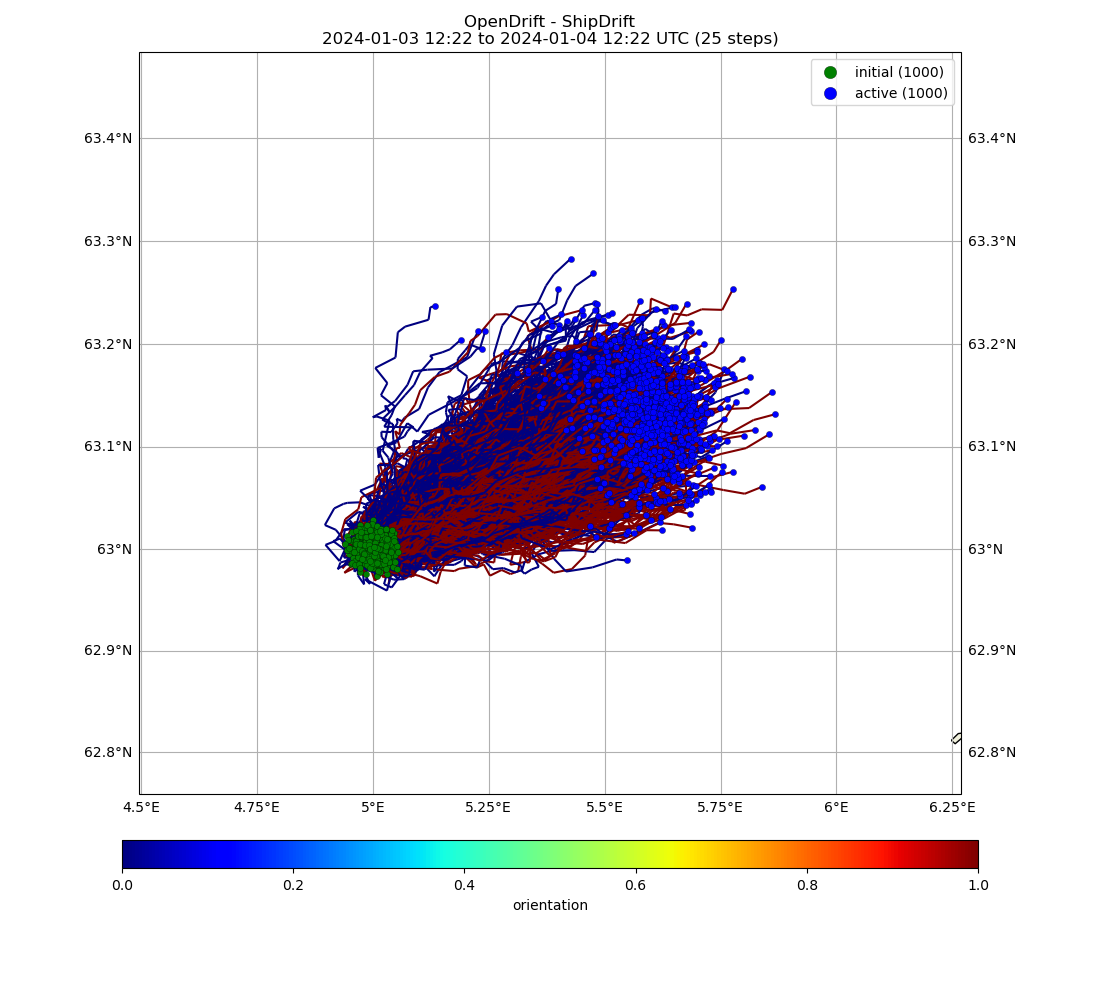 OpenDrift - ShipDrift
2024-01-03 12:22 to 2024-01-04 12:22 UTC (25 steps)
initial (1000)
active (1000)
63.4°N 63.4°N
63.3°N 63.3°N
63.2°N 63.2°N
63.1°N 63.1°N
63°N 63°N
62.9°N 62.9°N
62.8°N 62.8°N
4.5°E 4.75°E 5°E 5.25°E 5.5°E 5.75°E 6°E 6.25°E
0.0 0.2 0.4 0.6 0.8 1.0
orientation